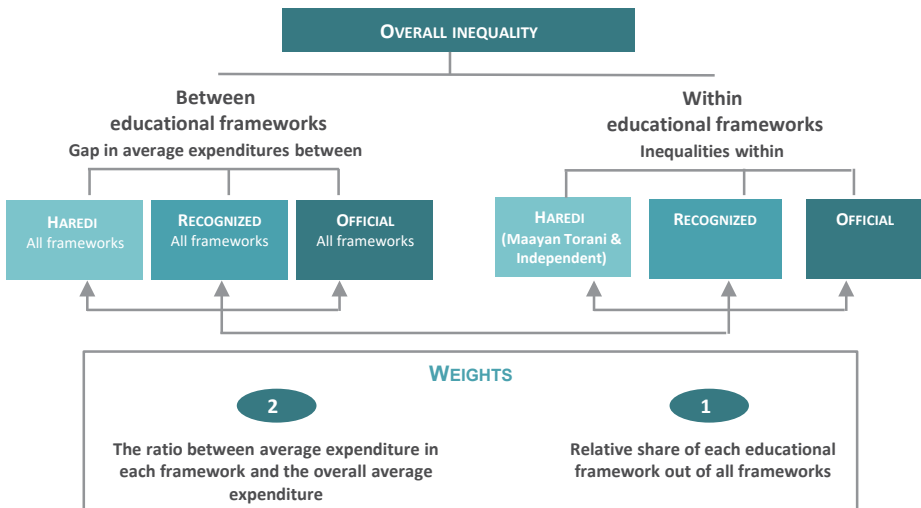 OVERALL INEQUALITY
Between
educational frameworks
Gap in average expenditures between
HAREDI
All frameworks
RECOGNIZED
All frameworks
OFFICIAL
All frameworks
Within
educational frameworks
Inequalities within
HAREDI
(Maayan Torani &
Independent)
RECOGNIZED
OFFICIAL
WEIGHTS
2
The ratio between average expenditure in
each framework and the overall average
expenditure
1
Relative share of each educational
framework out of all frameworks